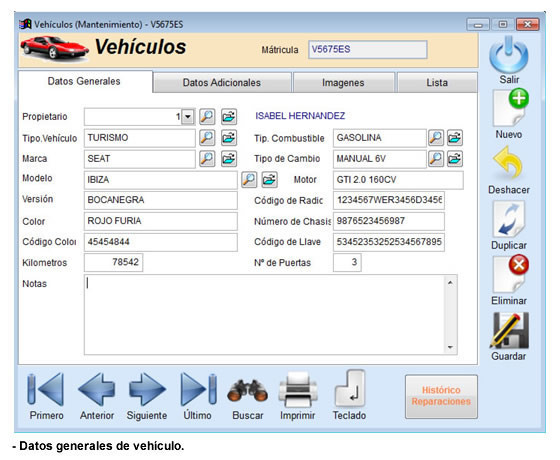 Vehículos (Mantenimiento) - V5675ES
Vehículos Mátricula V5675ES
Salir
Datos Generales Datos Adicionales Imagenes Lista
Propietario 1 ISABEL HERNANDEZ
Nuevo
Tipo.Vehículo TURISMO Tip. Combustible GASOLINA
Marca SEAT Tipo de Cambio MANUAL 6V
Modelo IBIZA Motor GTI 2.0 160CV
Deshacer
Versión BOCANEGRA Código de Radic 1234567WER3456D3456
Color ROJO FURIA Número de Chasis 9876523456987
Código Color 45454844 Código de Llave 53452353252534567895
Duplicar
Kilometros 78542 Nº de Puertas 3
Notas
Eliminar
Guardar
Primero Anterior Siguiente Último Buscar Imprimir Teclado Histórico
Reparaciones
- Datos generales de vehículo.